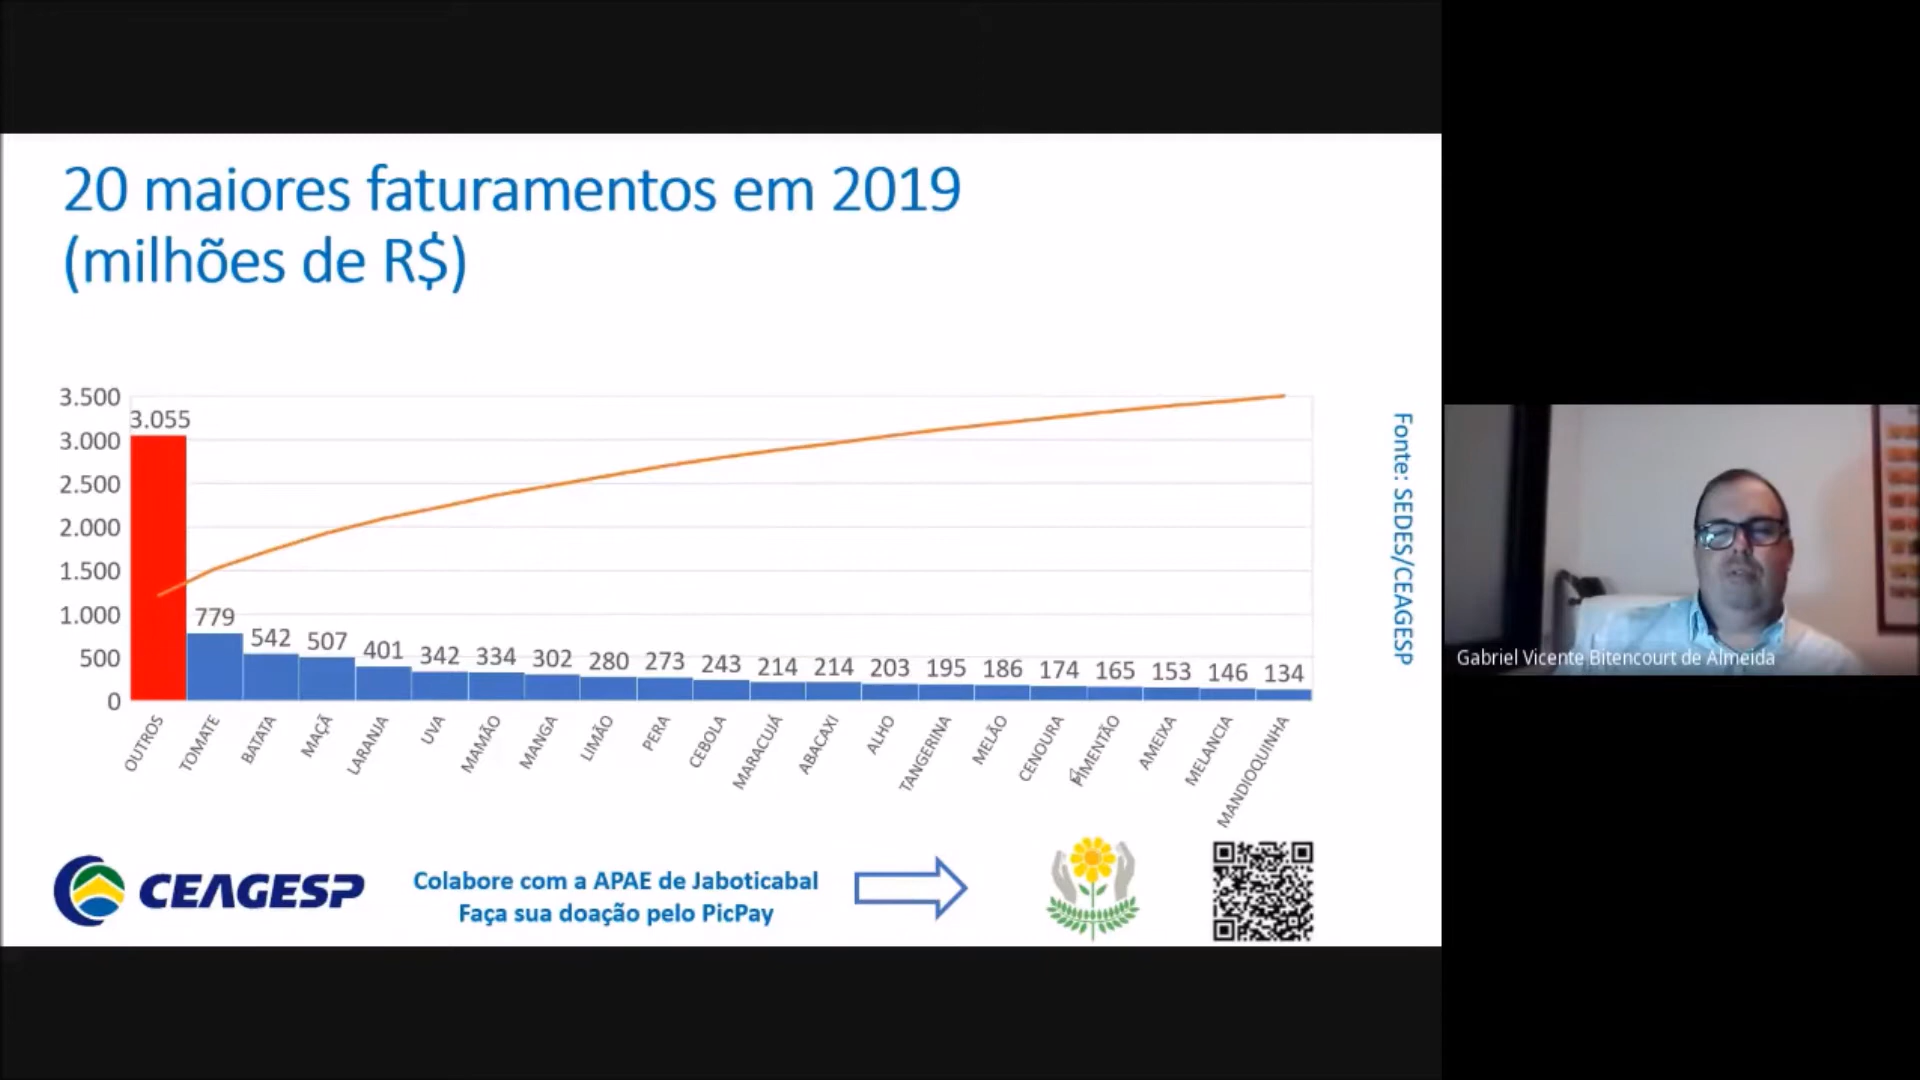 20 maiores faturamentos em 2019
(milhões de R$)
3.500
3.000
2.500
2.000
1.500
1.000
500
0
3.055
779
542
507
401
342
334
302
280
273
243
214
214
203
195
186
174
165
153
146
134
OUTROS
TOMATE
BATATA
MAÇÃ
LARANJA
UVA
MAMÃO
MANGA
LIMÃO
PERA
CEBOLA
MARACUJÁ
ABACAXI
ALHO
TANGERINA
MELÃO
CENOURA
PIMENTÃO
AMEIXA
MELANCIA
MANDIOQUINHA
Fonte: SEDES/CEAGESP
CEAGESP
Colabore com a APAE de Jaboticabal
Faça sua doação pelo PicPay
Gabriel Vicente Bitencourt de Almeida